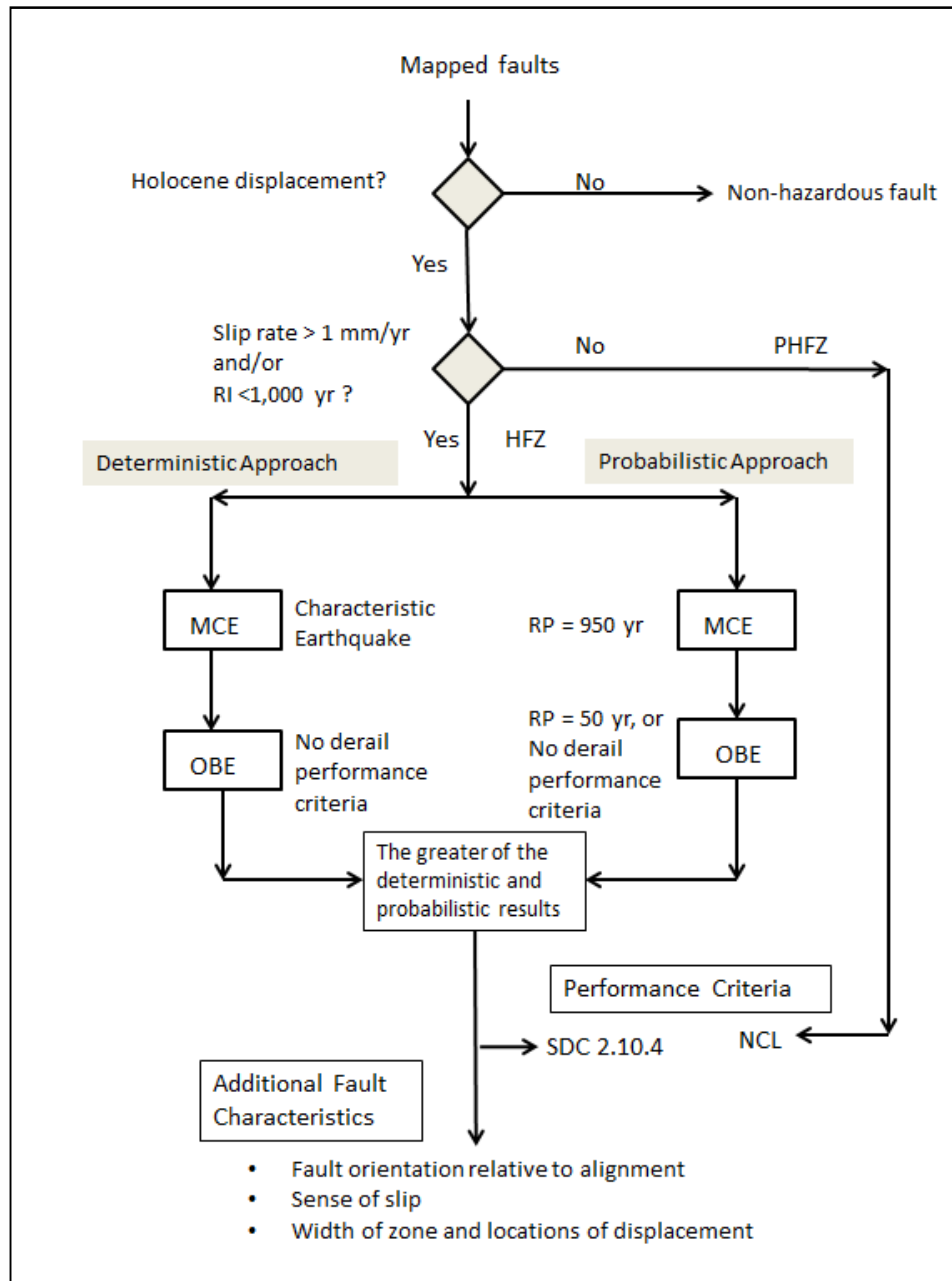 Mapped faults
Holocene displacement?
No
Non-hazardous fault
Yes
Slip rate > 1 mm/yr
and/or
RI <1,000 yr ?
No
PHFZ
Yes
HFZ
Deterministic Approach
Probabilistic Approach
MCE
Characteristic
Earthquake
RP = 950 yr
MCE
OBE
No derail
performance
criteria
RP = 50 yr, or
No derail
performance
criteria
OBE
The greater of the
deterministic and
probabilistic results
Performance Criteria
SDC 2.10.4
NCL
Additional Fault
Characteristics
• Fault orientation relative to alignment
• Sense of slip
• Width of zone and locations of displacement